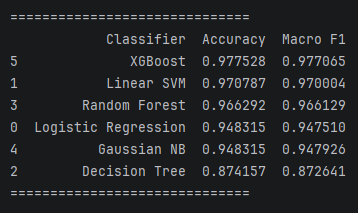 ==============================
Classifier Accuracy Macro F1
5 XGBoost 0.977528 0.977065
1 Linear SVM 0.970787 0.970004
3 Random Forest 0.966292 0.966129
0 Logistic Regression 0.948315 0.947510
4 Gaussian NB 0.948315 0.947926
2 Decision Tree 0.874157 0.872641
==============================